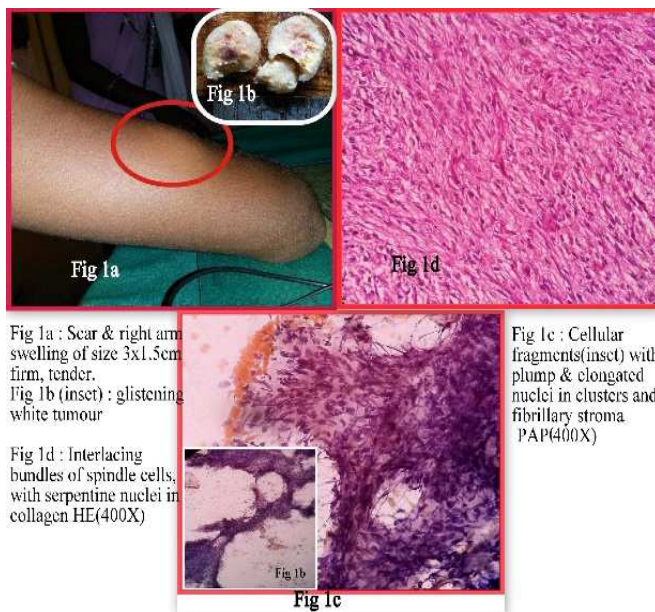 Fig 1b
Fig 1a
Fig 1d
Fig 1a : Scar & right arm
swelling of size 3x1.5cm
firm, tender.
Fig 1b (inset) : glistening
white tumour
Fig 1d : Interlacing
bundles of spindle cells,
with serpentine nuclei in
collagen HE(400X)
Fig 1c : Cellular
fragments(inset) with
plump & elongated
nuclei in clusters and
fibrillary stroma
PAP(400X)
Fig 1b
Fig 1c